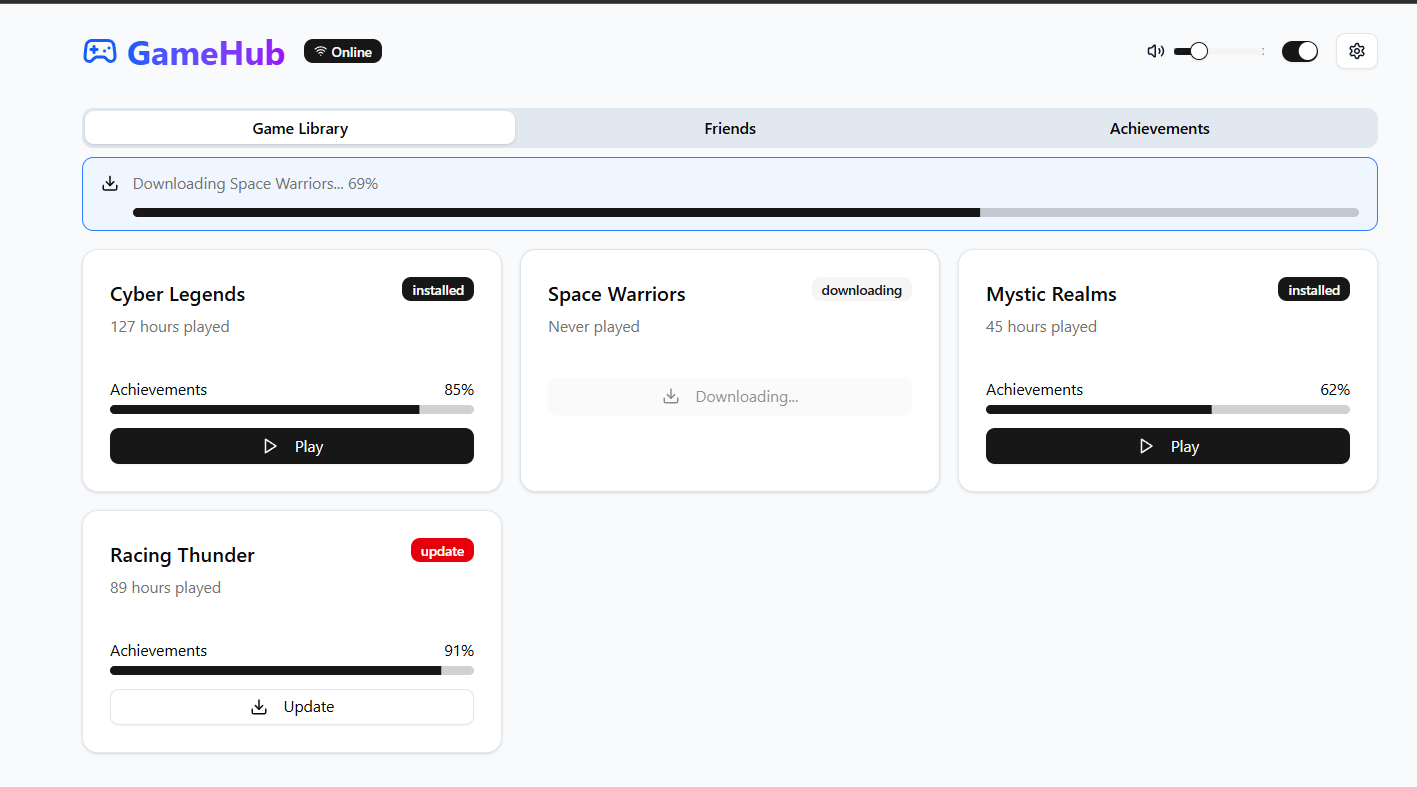 GameHub
Online
Game Library
Friends
Achievements
Downloading Space Warriors... 69%
Cyber Legends
installed
127 hours played
Achievements
85%
Play
Space Warriors
downloading
Never played
Downloading...
Mystic Realms
installed
45 hours played
Achievements
62%
Play
Racing Thunder
update
89 hours played
Achievements
91%
Update